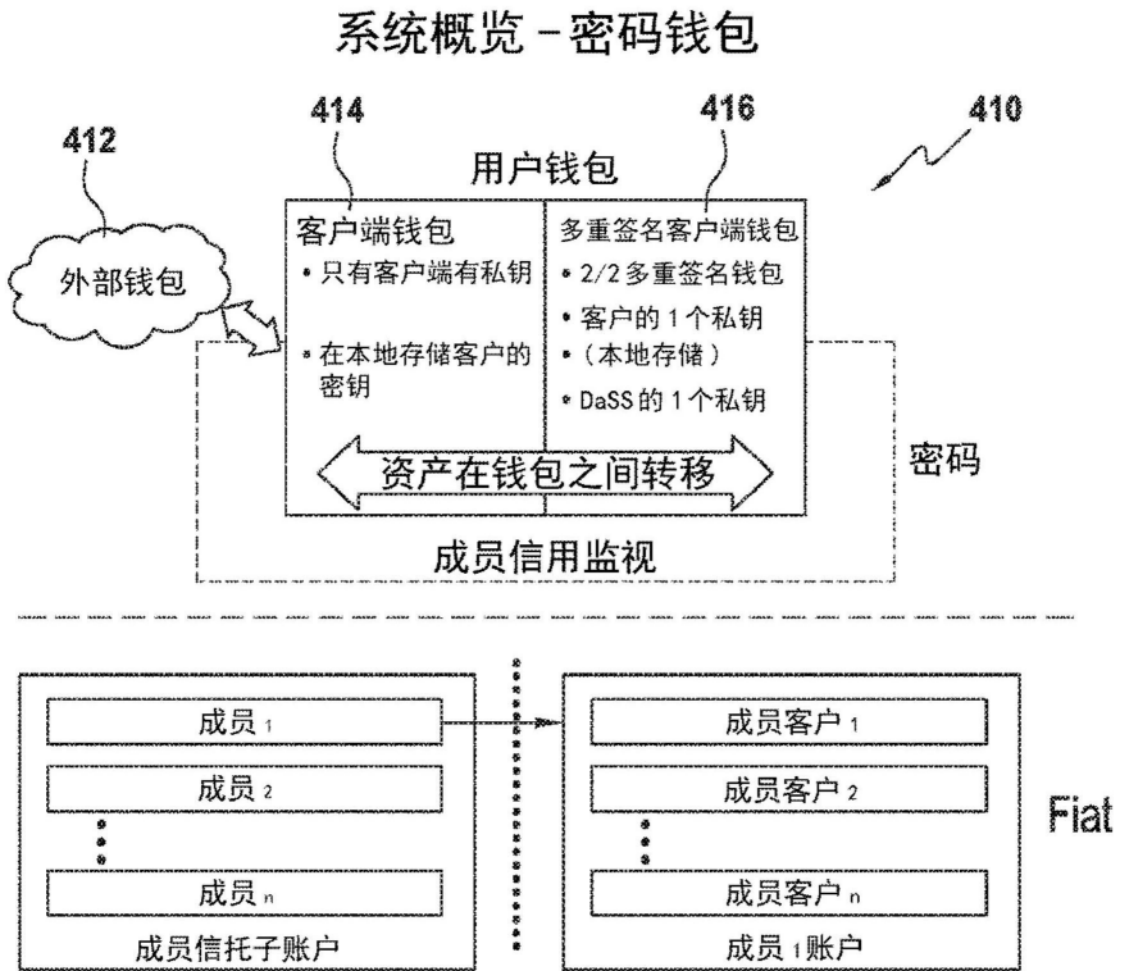 系统概览-密码钱包
414
416
410
412
用户钱包
客户端钱包
• 只有客户端有私钥
• 在本地存储客户的
密钥
多重签名客户端钱包
• 2/2多重签名钱包
• 客户的1个私钥
• (本地存储)
• DaSS的1个私钥
外部钱包
资产在钱包之间转移
密码
成员信用监视
成员 1
成员 2
成员 n
成员信托子账户
成员客户 1
成员客户 2
成员客户 n
成员 1账户
Fiat